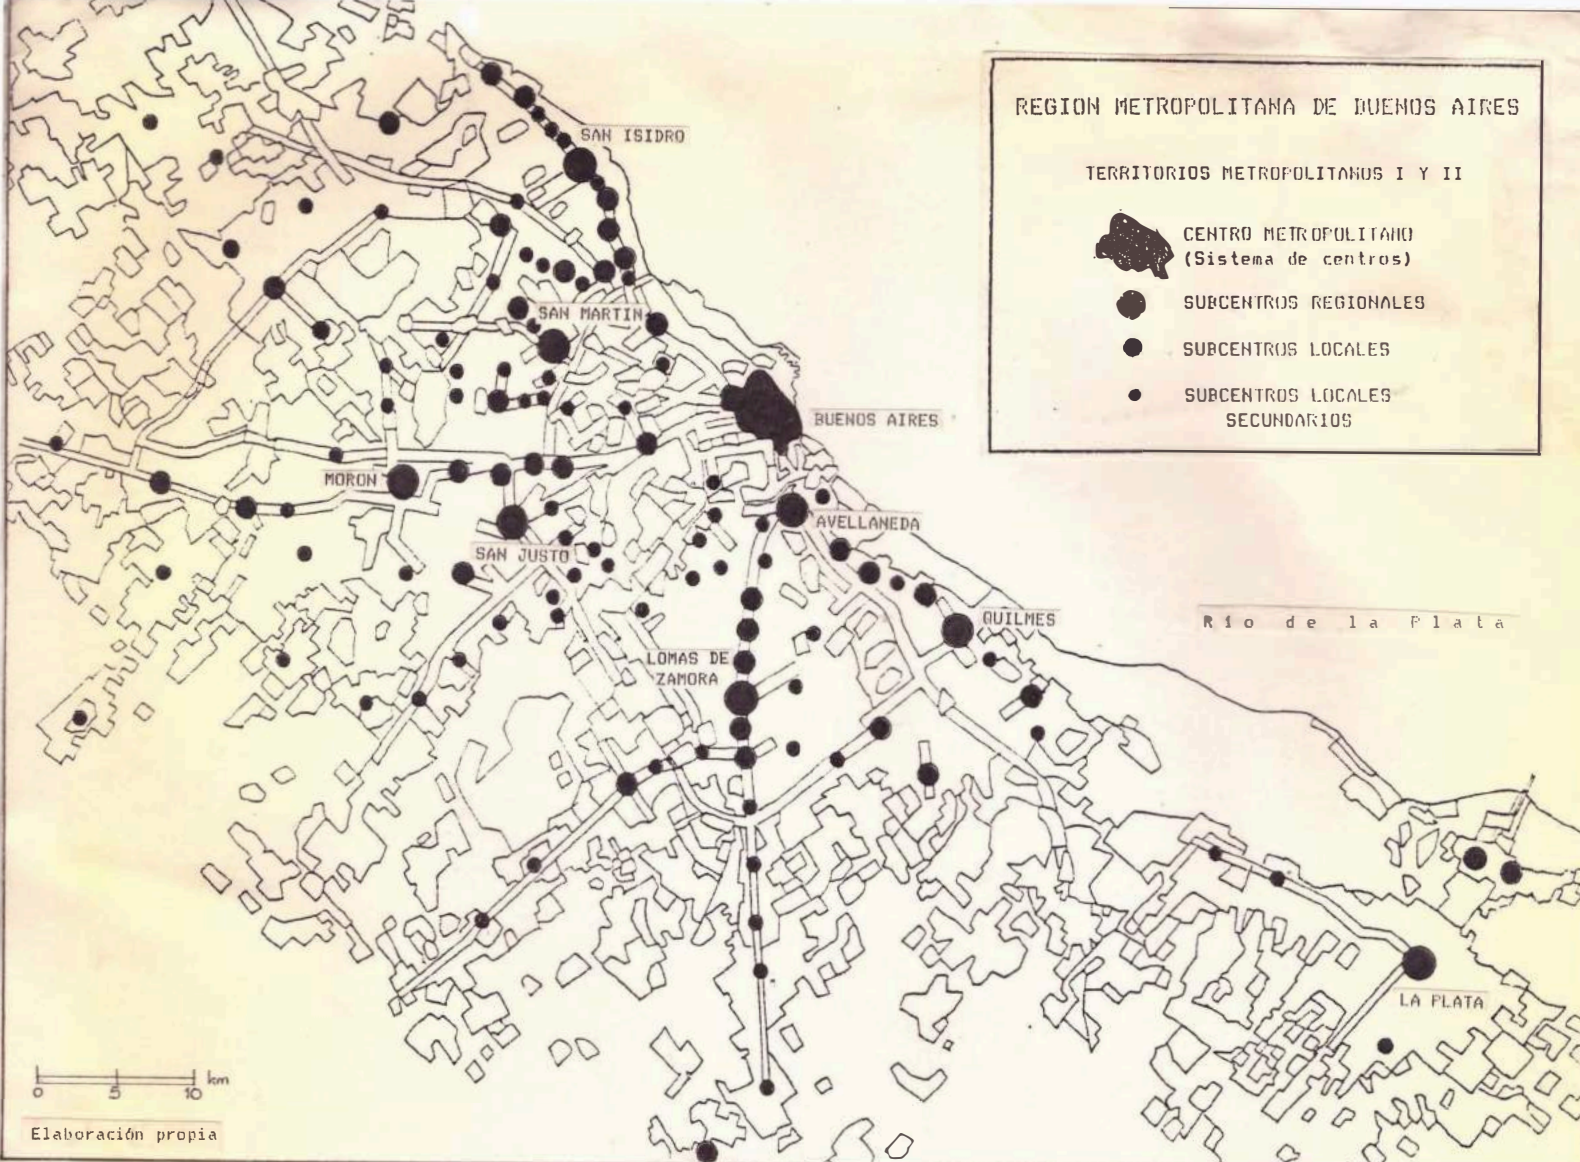 REGION METROPOLITANA DE BUENOS AIRES
TERRITORIOS METROPOLITANOS I Y II
CENTRO METROPOLITANO
(Sistema de centros)
SUBCENTROS REGIONALES
SUBCENTROS LOCALES
SUBCENTROS LOCALES
SECUNDARIOS
SAN ISIDRO
SAN MARTIN
BUENOS AIRES
MORON
AVELLANEDA
SAN JUSTO
QUILMES
Río de la Plata
LOMAS DE
ZAMORA
LA PLATA
0 5 10 km
Elaboración propia